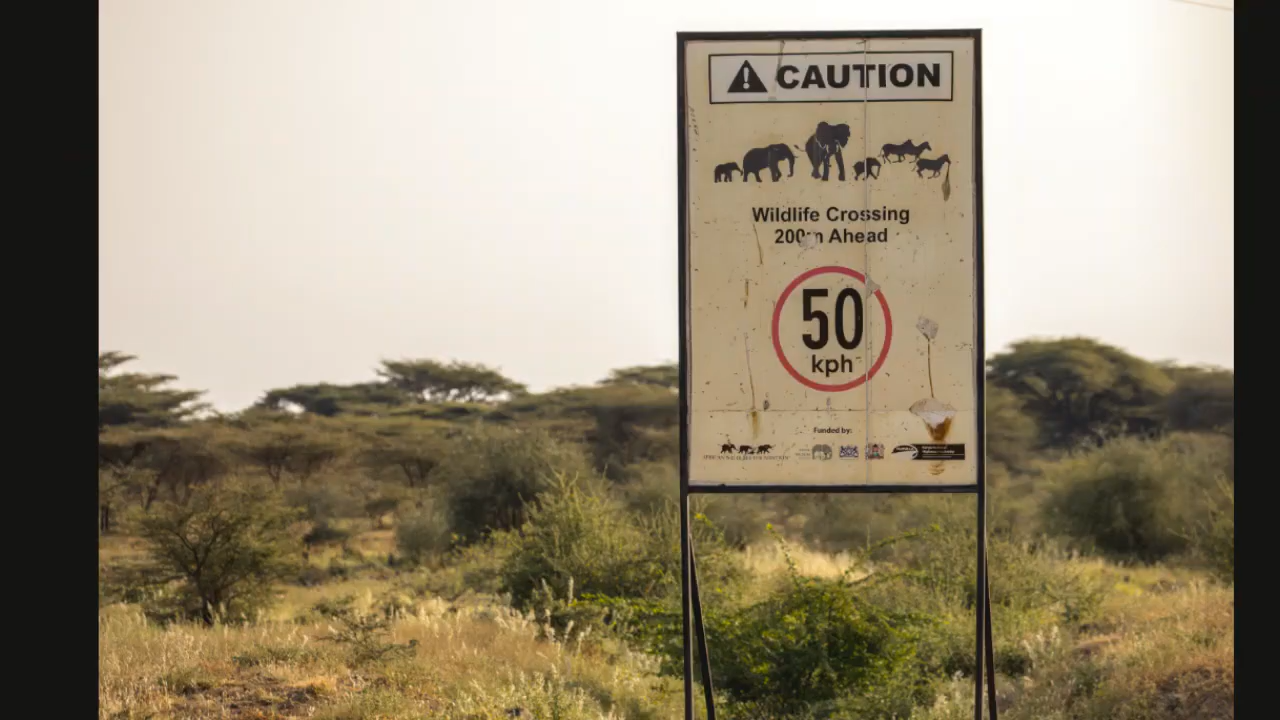 CAUTION
Wildlife Crossing
200m Ahead
50
kph
Funded by: